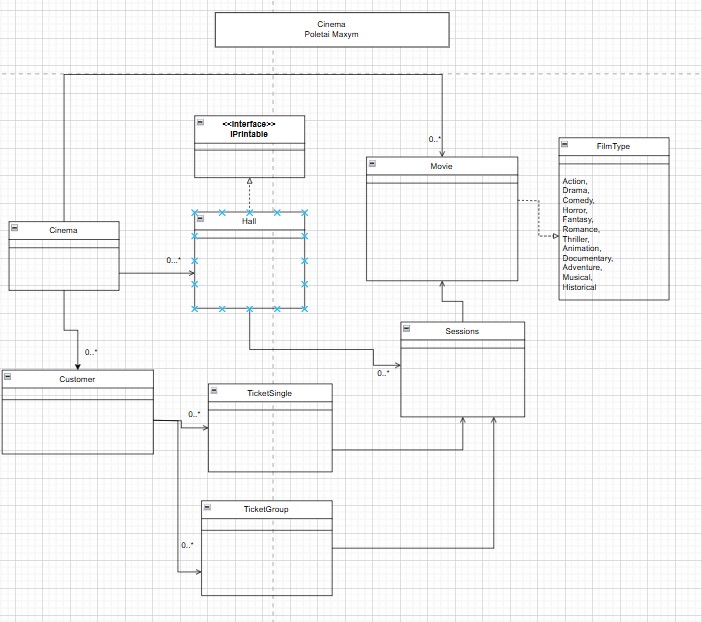 Cinema
Poletai Maxym
0..*
<<interface>>
IPrintable
FilmType
Movie
Action,
Drama,
Comedy,
Horror,
Fantasy,
Romance,
Thriller,
Animation,
Documentary,
Adventure,
Musical,
Historical
Hall
Cinema
0...*
Sessions
0..*
0..*
Customer
TicketSingle
0..*
TicketGroup
0..*